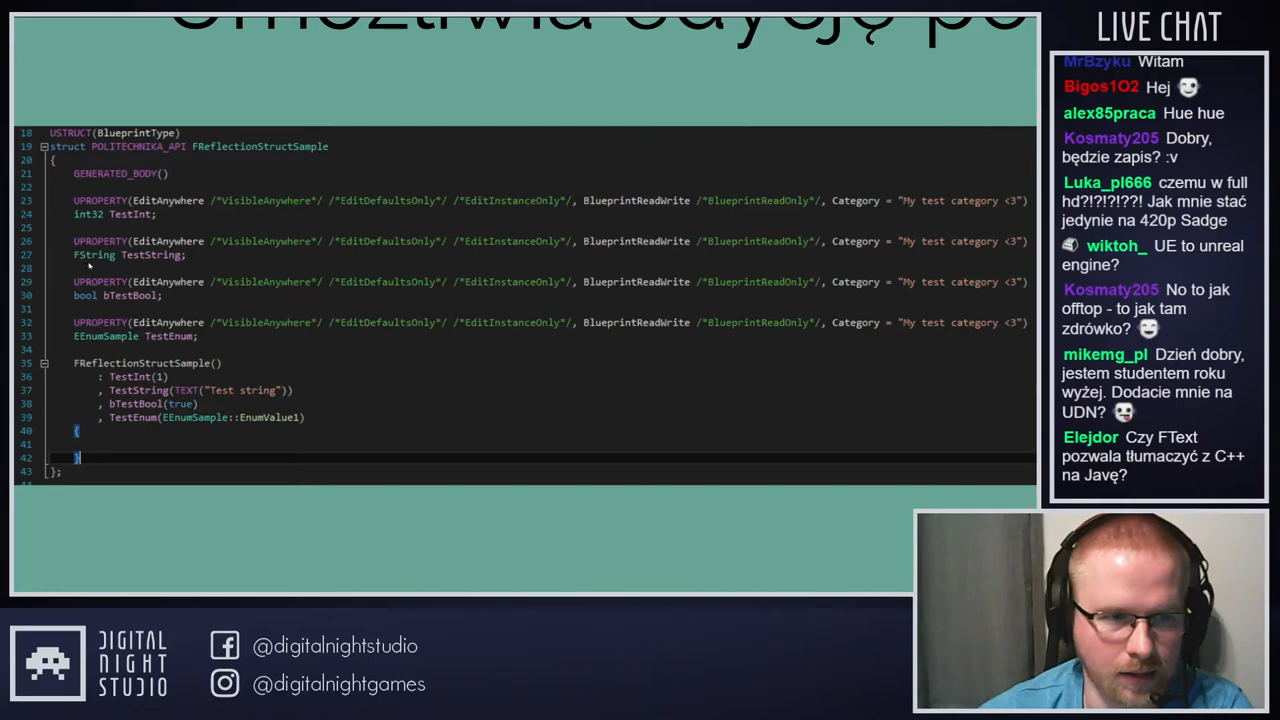 Umożliwia edycję po
18 USTRUCT(BlueprintType)
19 struct POLITECHNIKA_API FReflectionStructSample
20 {
21 GENERATED_BODY()
22
23 UPROPERTY(EditAnywhere /*VisibleAnywhere*/ /*EditDefaultsOnly*/ /*EditInstanceOnly*/, BlueprintReadWrite /*BlueprintReadOnly*/, Category = "My test category <3")
24 int32 TestInt;
25
26 UPROPERTY(EditAnywhere /*VisibleAnywhere*/ /*EditDefaultsOnly*/ /*EditInstanceOnly*/, BlueprintReadWrite /*BlueprintReadOnly*/, Category = "My test category <3")
27 FString TestString;
28
29 UPROPERTY(EditAnywhere /*VisibleAnywhere*/ /*EditDefaultsOnly*/ /*EditInstanceOnly*/, BlueprintReadWrite /*BlueprintReadOnly*/, Category = "My test category <3")
30 bool bTestBool;
31
32 UPROPERTY(EditAnywhere /*VisibleAnywhere*/ /*EditDefaultsOnly*/ /*EditInstanceOnly*/, BlueprintReadWrite /*BlueprintReadOnly*/, Category = "My test category <3")
33 EEnumSample TestEnum;
34
35 FReflectionStructSample()
36 : TestInt(1)
37 , TestString(TEXT("Test string"))
38 , bTestBool(true)
39 , TestEnum(EEnumSample::EnumValue1)
40 {
41
42 }
43 };
LIVE CHAT
MrBzyku Witam
Bigos1O2 Hej
alex85praca Hue hue
Kosmaty205 Dobry,
będzie zapis? :v
Luka_pl666 czemu w full
hd?!?!?!??! Jak mnie stać
jedynie na 420p Sadge
wiktoh_ UE to unreal
engine?
Kosmaty205 No to jak
offtop - to jak tam
zdrówko?
mikemg_pl Dzień dobry,
jestem studentem roku
wyżej. Dodacie mnie na
UDN?
Elejdor Czy FText
pozwala tłumaczyć z C++
na Javę?
DIGITAL
NIGHT
STUDIO
@digitalnightstudio
@digitalnightgames